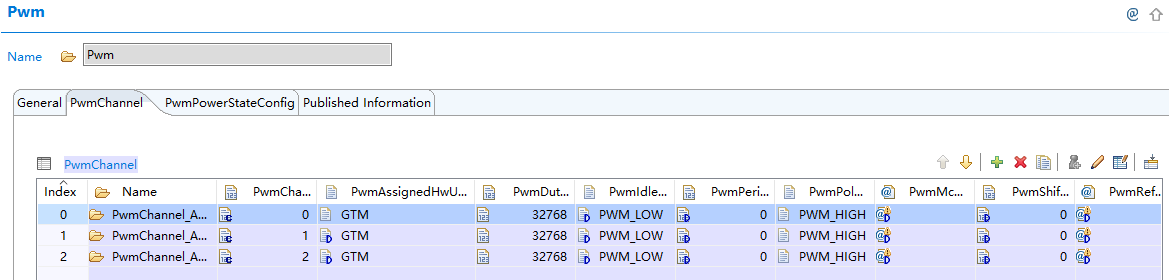 Pwm
Name Pwm
General PwmChannel PwmPowerStateConfig Published Information
PwmChannel
Index Name PwmCha... PwmAssignedHwU... PwmDut... PwmIdle... PwmPeri... PwmPol... PwmMc... PwmShif... PwmRef...
0 PwmChannel_A... 0 GTM 32768 PWM_LOW 0 PWM_HIGH 0
1 PwmChannel_A... 1 GTM 32768 PWM_LOW 0 PWM_HIGH 0
2 PwmChannel_A... 2 GTM 32768 PWM_LOW 0 PWM_HIGH 0